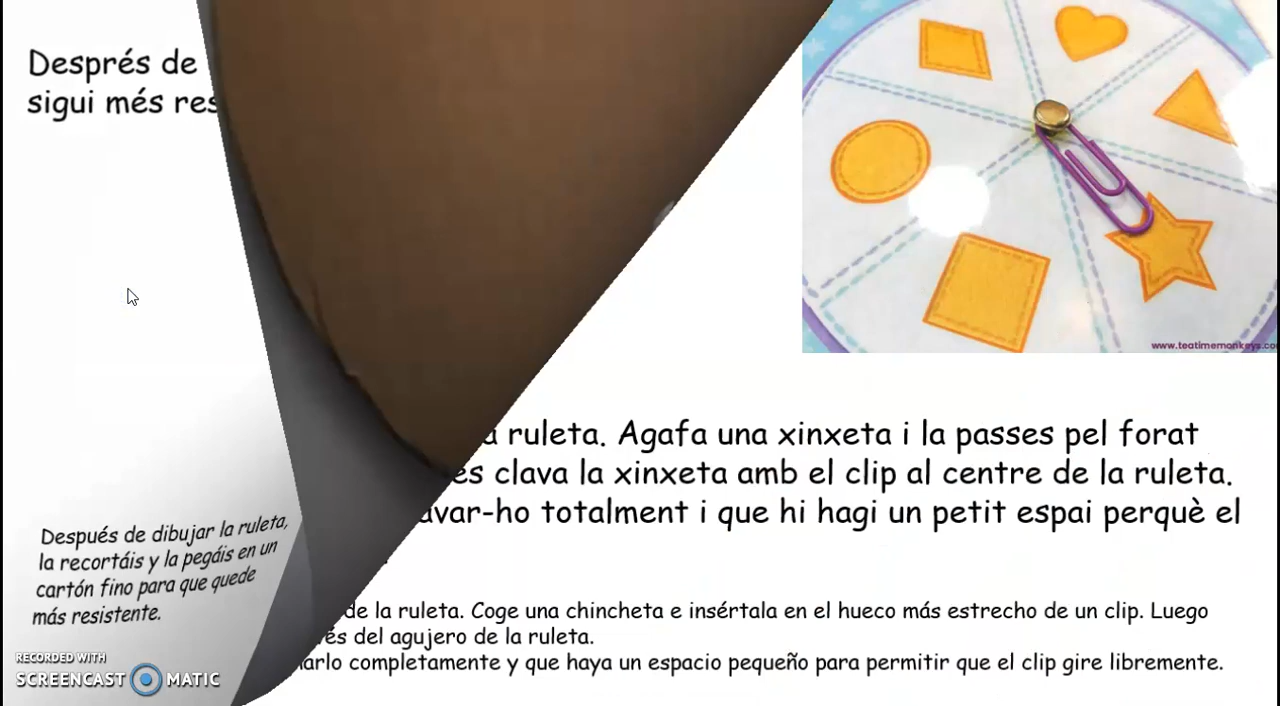 Després de
sigui més res
Después de dibujar la ruleta,
la recortáis y la pegáis en un
cartón fino para que quede
más resistente.
RECORDED WITH
SCREENCAST MATIC
www.teatimemonkeys.co
a ruleta. Agafa una xinxeta i la passes pel forat
és clava la xinxeta amb el clip al centre de la ruleta.
avar-ho totalment i que hi hagi un petit espai perquè el
de la ruleta. Coge una chincheta e insértala en el hueco más estrecho de un clip. Luego
és del agujero de la ruleta.
arlo completamente y que haya un espacio pequeño para permitir que el clip gire libremente.